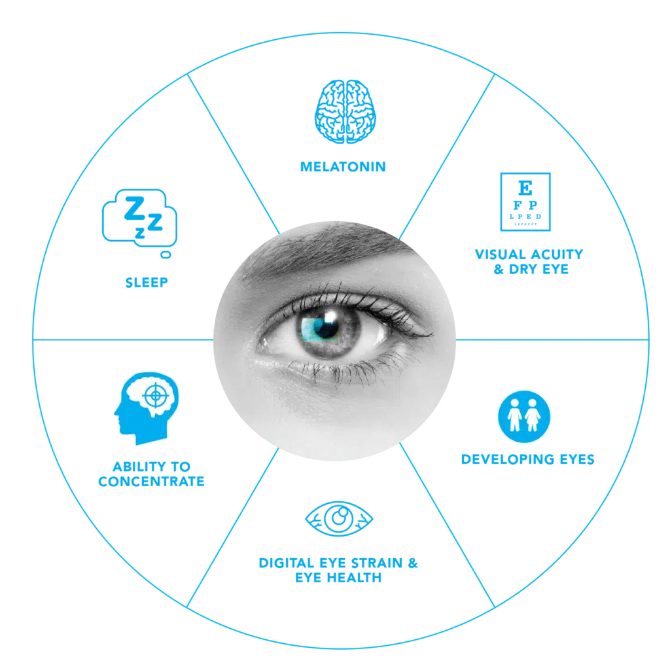 MELATONIN
E
F P
L P E D
VISUAL ACUITY
& DRY EYE
DEVELOPING EYES
DIGITAL EYE STRAIN &
EYE HEALTH
ABILITY TO
CONCENTRATE
Z
Z
z
SLEEP